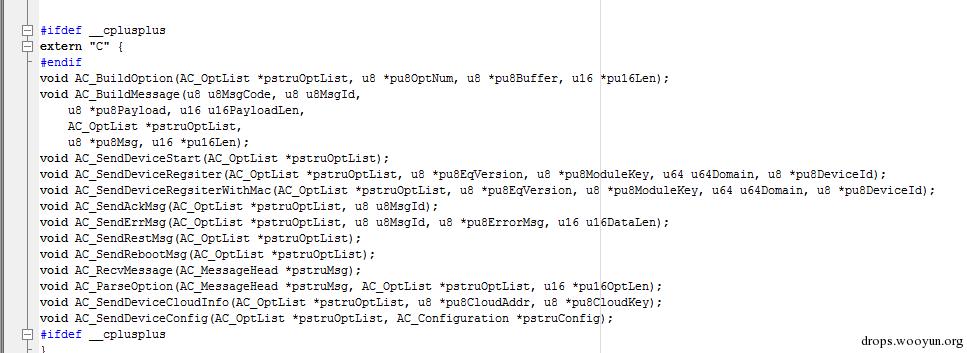 #ifdef __cplusplus
extern "C" {
#endif
void AC_BuildOption(AC_OptList *pstruOptList, u8 *pu8OptNum, u8 *pu8Buffer, u16 *pu16Len);
void AC_BuildMessage(u8 u8MsgCode, u8 u8MsgId,
    u8 *pu8Payload, u16 u16PayloadLen,
    AC_OptList *pstruOptList,
    u8 *pu8Msg, u16 *pu16Len);
void AC_SendDeviceStart(AC_OptList *pstruOptList);
void AC_SendDeviceRegsiter(AC_OptList *pstruOptList, u8 *pu8EqVersion, u8 *pu8ModuleKey, u64 u64Domain, u8 *pu8DeviceId);
void AC_SendDeviceRegsiterWithMac(AC_OptList *pstruOptList, u8 *pu8EqVersion, u8 *pu8ModuleKey, u64 u64Domain, u8 *pu8DeviceId);
void AC_SendAckMsg(AC_OptList *pstruOptList, u8 u8MsgId);
void AC_SendErrMsg(AC_OptList *pstruOptList, u8 u8MsgId, u8 *pu8ErrorMsg, u16 u16DataLen);
void AC_SendRestMsg(AC_OptList *pstruOptList);
void AC_SendRebootMsg(AC_OptList *pstruOptList);
void AC_RecvMessage(AC_MessageHead *pstruMsg);
void AC_ParseOption(AC_MessageHead *pstruMsg, AC_OptList *pstruOptList, u16 *pu16OptLen);
void AC_SendDeviceCloudInfo(AC_OptList *pstruOptList, u8 *pu8CloudAddr, u8 *pu8CloudKey);
void AC_SendDeviceConfig(AC_OptList *pstruOptList, AC_Configuration *pstruConfig);
#ifdef __cplusplus
}
drops.wooyun.org